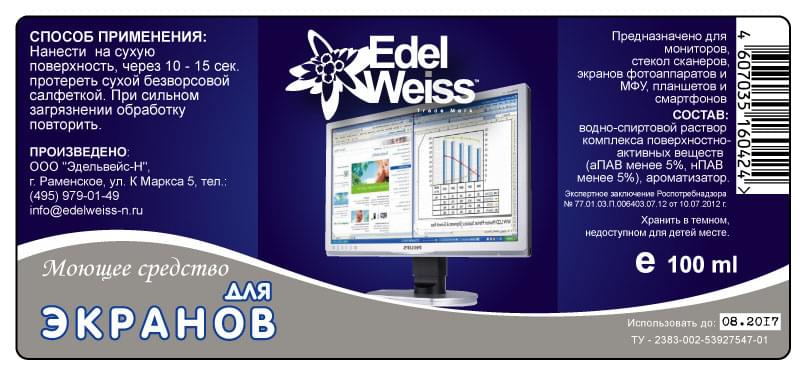 СПОСОБ ПРИМЕНЕНИЯ:
Нанести на сухую
поверхность, через 10 - 15 сек.
протереть сухой безворсовой
салфеткой. При сильном
загрязнении обработку
повторить.
ПРОИЗВЕДЕНО:
ООО "Эдельвейс-Н",
г. Раменское, ул. К Маркса 5, тел.:
(495) 979-01-49
info@edelweiss-n.ru
Моющее средство
для
ЭКРАНОВ
Edel
Weiss™
Trade Mark
PHILIPS
Предназначено для
мониторов,
стекол сканеров,
экранов фотоаппаратов и
МФУ, планшетов и
смартфонов
СОСТАВ:
водно-спиртовой раствор
комплекса поверхностно-
активных веществ
(аПАВ менее 5%, нПАВ
менее 5%), ароматизатор.
Экспертное заключение Роспотребнадзора
№ 77.01.03.П.006403.07.12 от 10.07.2012 г.
Хранить в темном,
недоступном для детей месте.
e 100 ml
Использовать до: 08.2017
ТУ - 2383-002-53927547-01
4 607035 160424 >